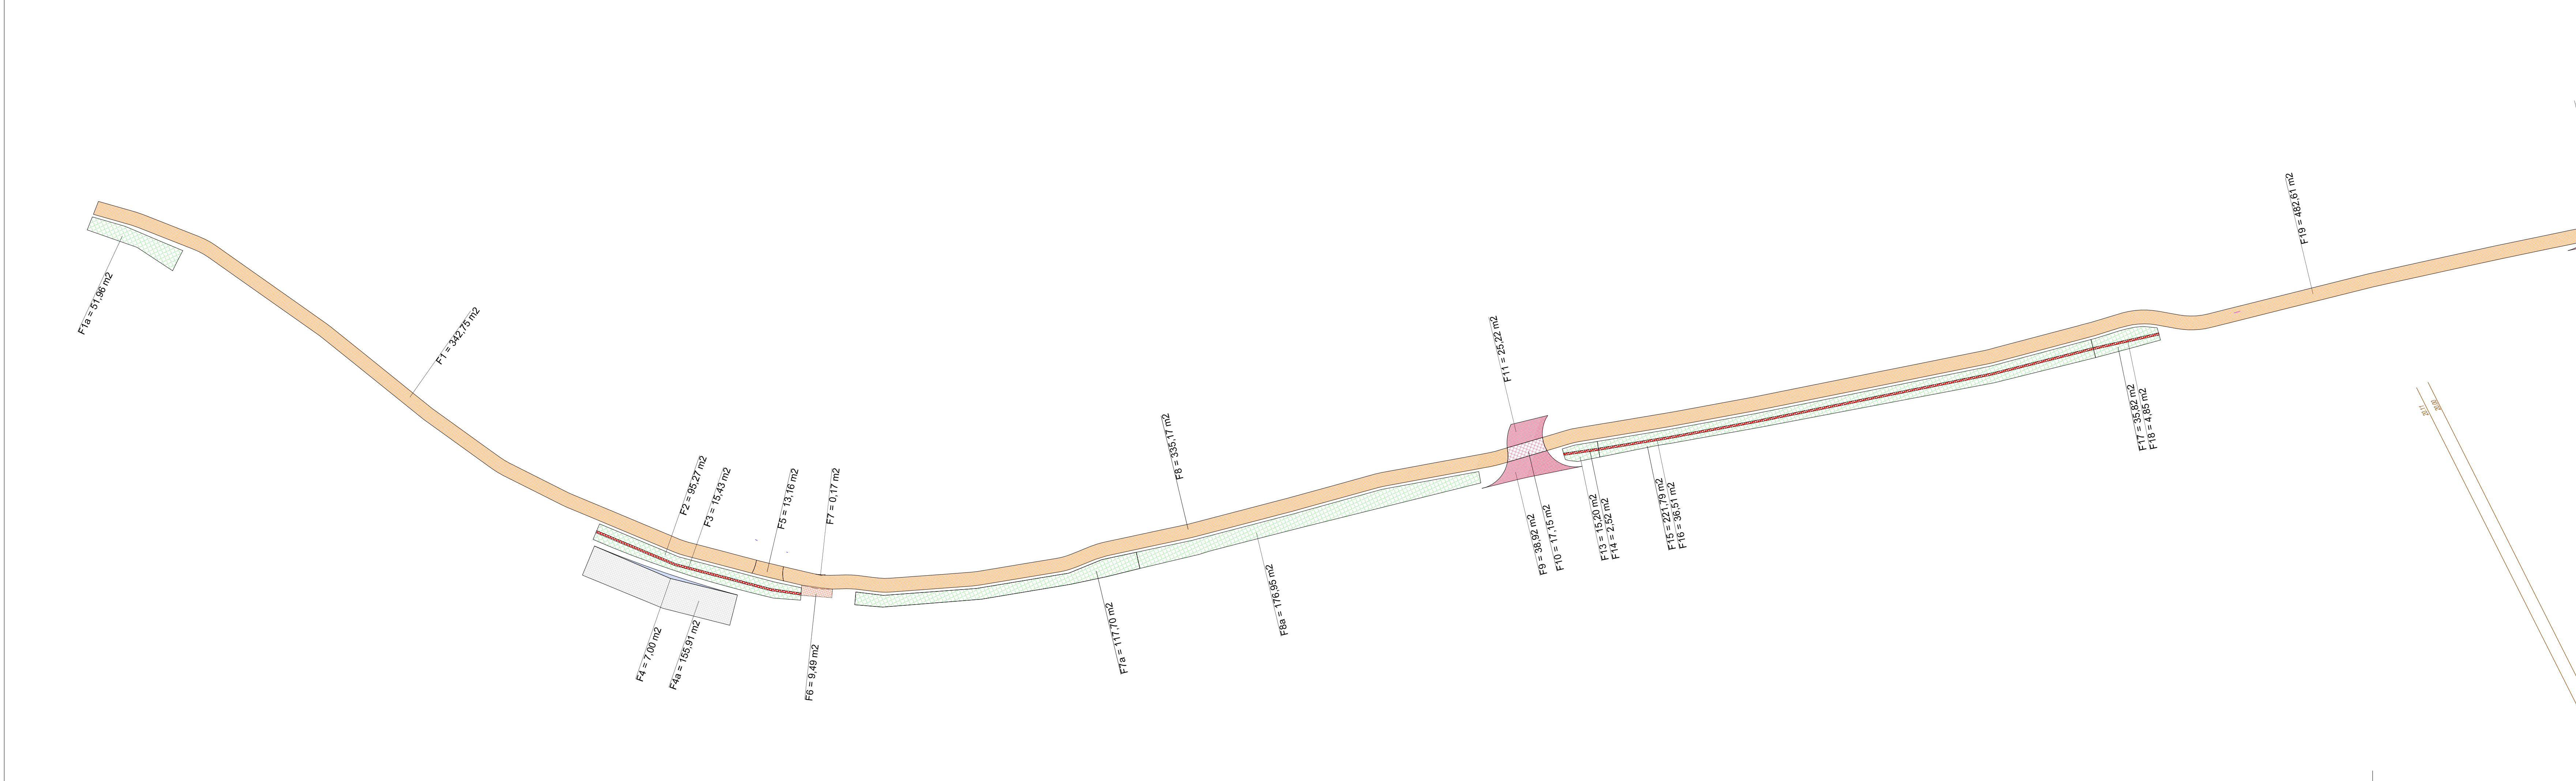 F1a = 51,96 m2
F1 = 342,75 m2
F2 = 95,27 m2
F3 = 15,43 m2
F4 = 7,00 m2
F4a = 155,91 m2
F5 = 13,16 m2
F6 = 9,49 m2
F7 = 0,17 m2
F7a = 117,70 m2
F8 = 335,17 m2
F8a = 176,95 m2
F11 = 25,22 m2
F9 = 38,92 m2
F10 = 17,15 m2
F13 = 15,20 m2
F14 = 2,52 m2
F15 = 221,79 m2
F16 = 36,51 m2
F17 = 35,82 m2
F18 = 4,85 m2
F19 = 482,61 m2